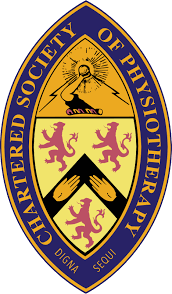 CHARTERED SOCIETY OF PHYSIOTHERAPY
DIGNA SEQUI